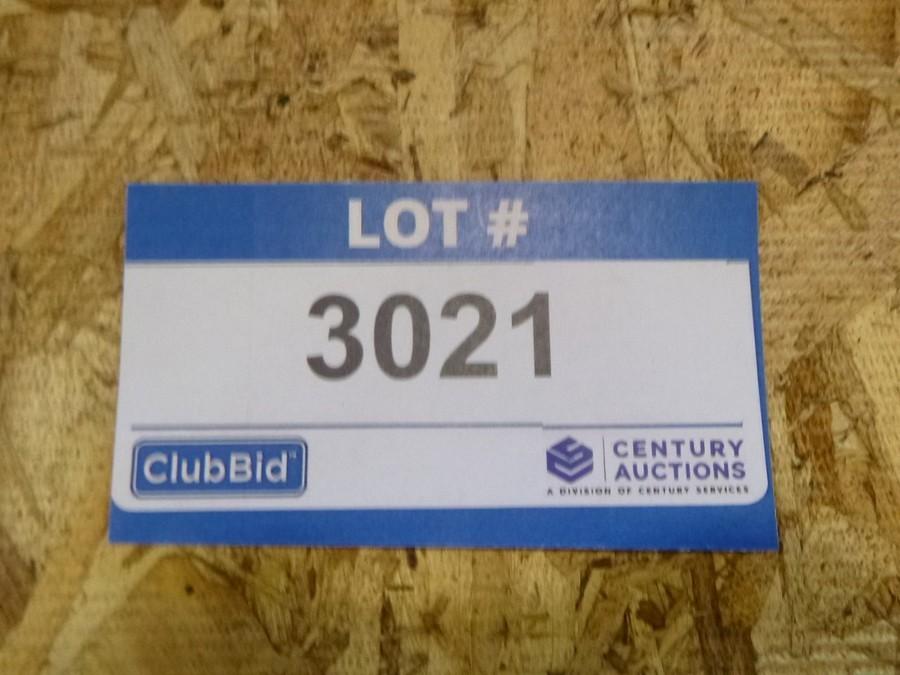 LOT #
3021
ClubBid™
CENTURY
AUCTIONS
A DIVISION OF CENTURY SERVICES